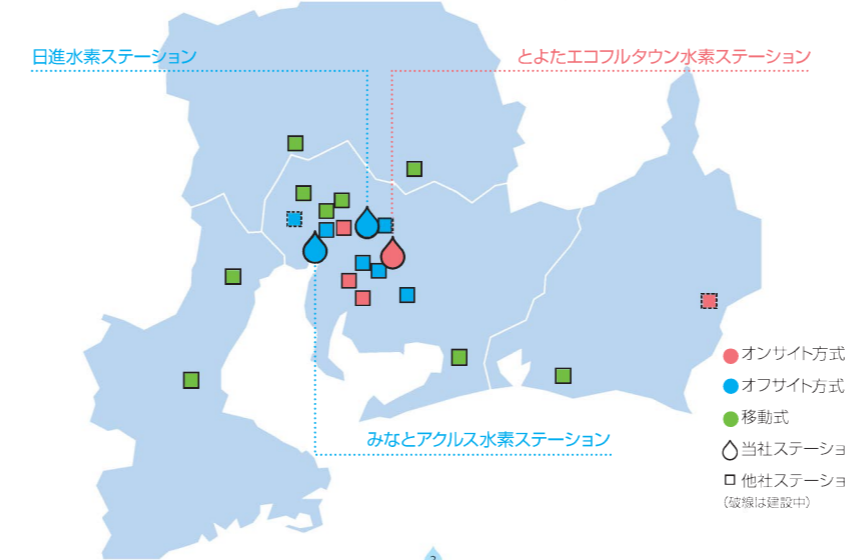 日進水素ステーション
とよたエコフルタウン水素ステーション
オンサイト方式
オフサイト方式
移動式
みなとアクルス水素ステーション
当社ステーショ
他社ステーショ
(破線は建設中)